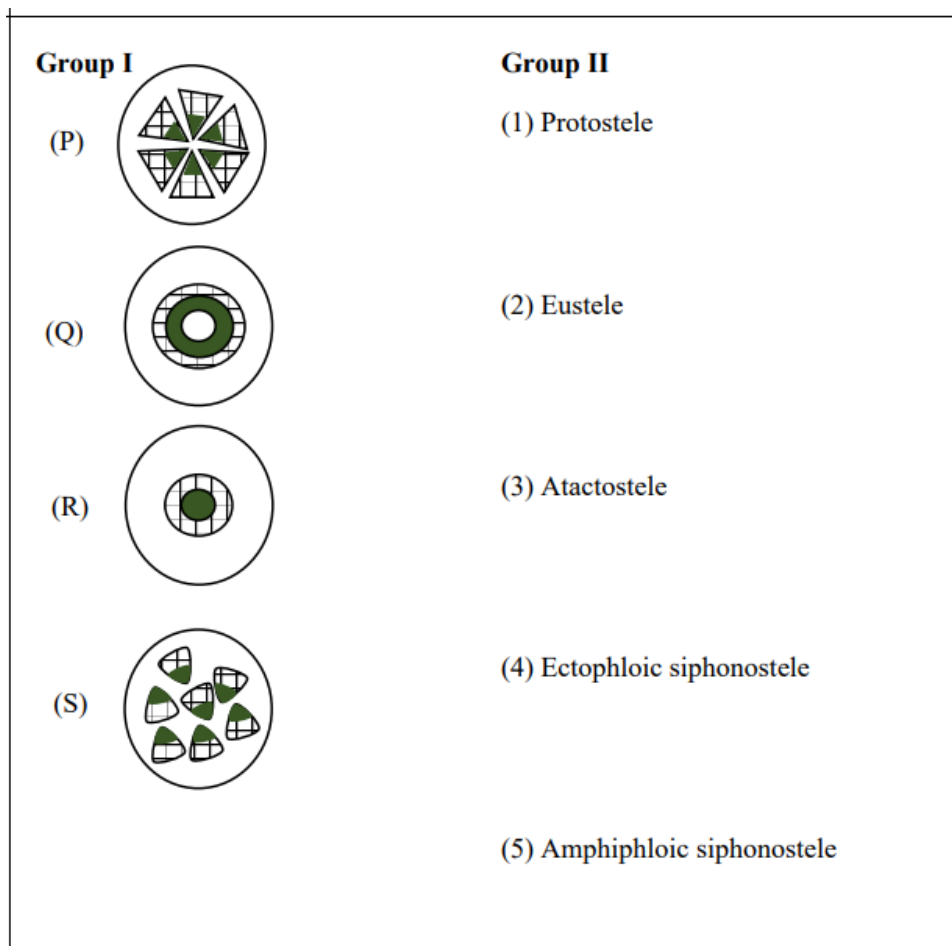 Group I Group II
(P) (1) Protostele
(Q) (2) Eustele
(R) (3) Atactostele
(S) (4) Ectophloic siphonostele
(5) Amphiphloic siphonostele